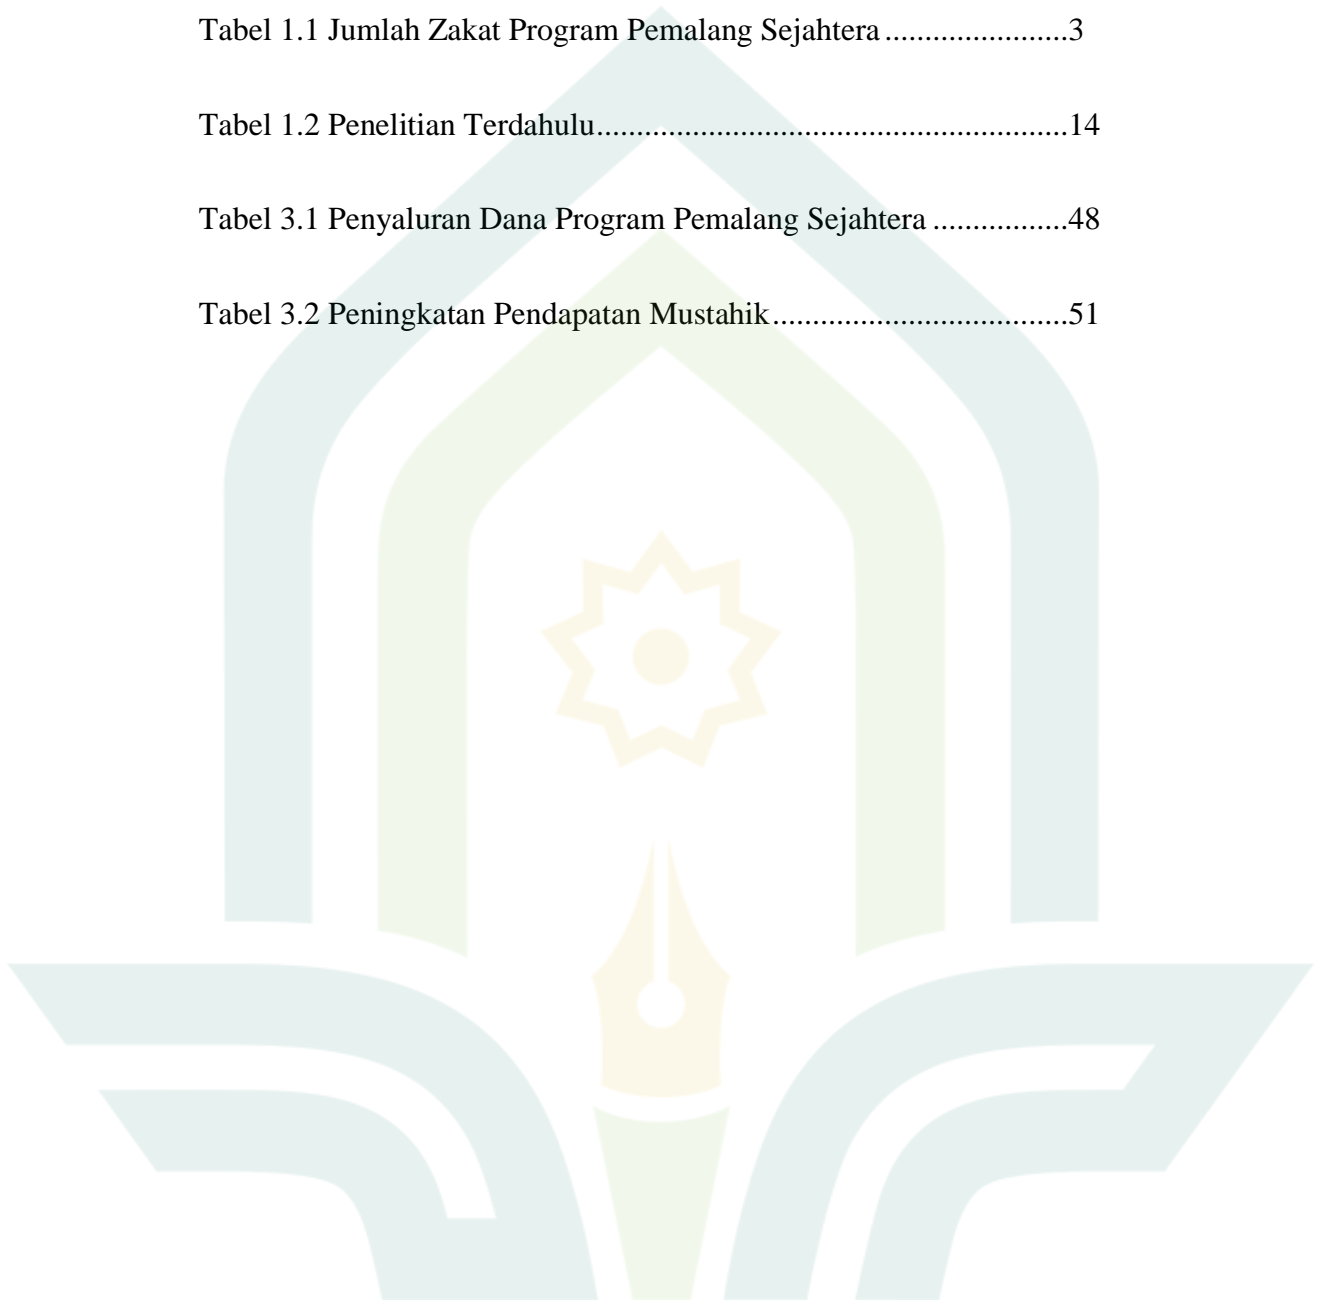 Tabel 1.1 Jumlah Zakat Program Pemalang Sejahtera.......................3
Tabel 1.2 Penelitian Terdahulu...........................................................14
Tabel 3.1 Penyaluran Dana Program Pemalang Sejahtera.................48
Tabel 3.2 Peningkatan Pendapatan Mustahik.....................................51